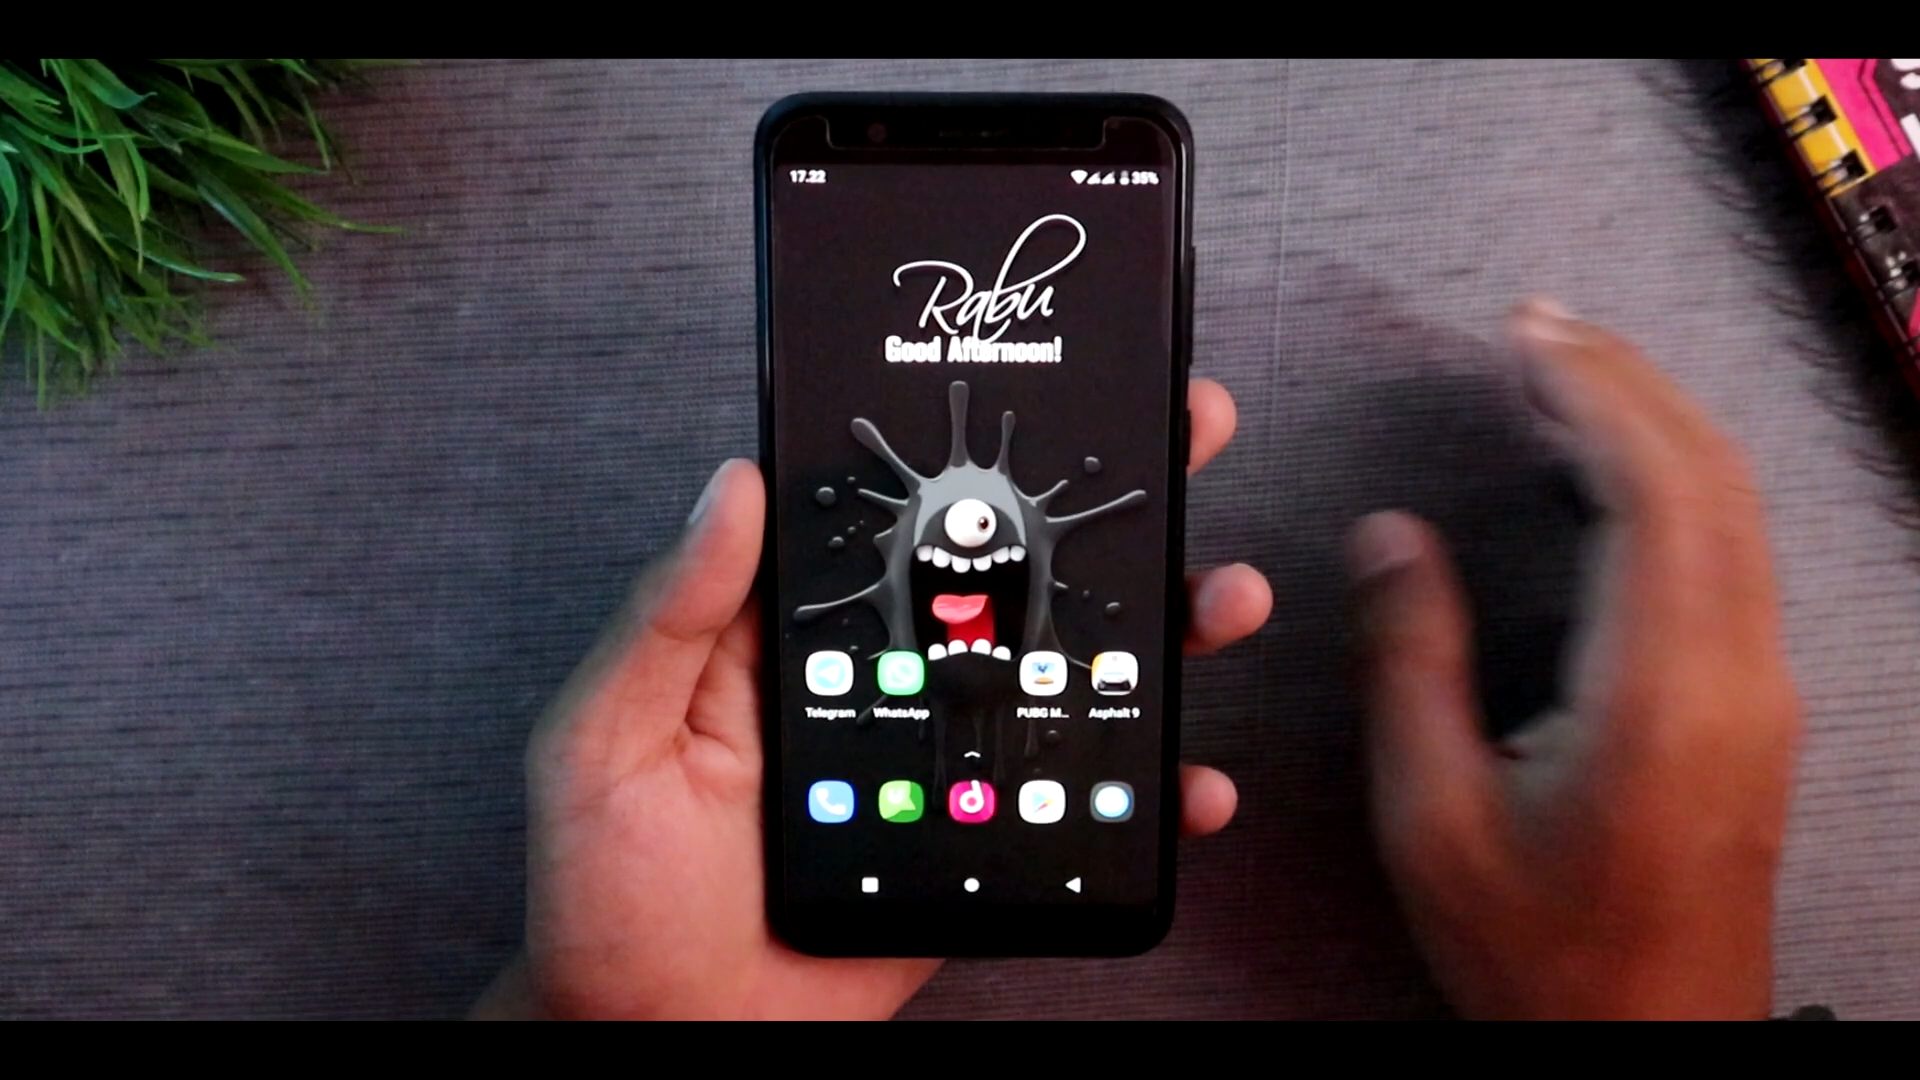 17.22
35%
Rabu
Good Afternoon!
Telegram
WhatsApp
PUBG M...
Asphalt 9